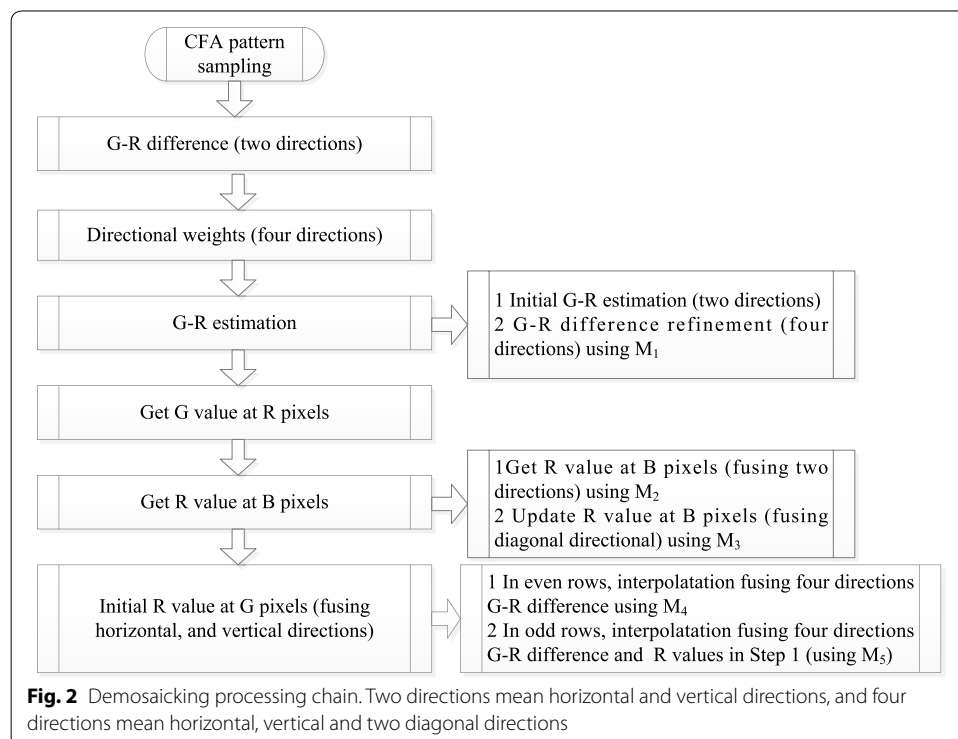 CFA pattern
sampling
G-R difference (two directions)
Directional weights (four directions)
G-R estimation
1 Initial G-R estimation (two directions)
2 G-R difference refinement (four
directions) using M₁
Get G value at R pixels
Get R value at B pixels
1Get R value at B pixels (fusing two
directions) using M₂
2 Update R value at B pixels (fusing
diagonal directional) using M₃
Initial R value at G pixels (fusing
horizontal, and vertical directions)
1 In even rows, interpolatation fusing four directions
G-R difference using M₄
2 In odd rows, interpolatation fusing four directions
G-R difference and R values in Step 1 (using M₅)
Fig. 2 Demosaicking processing chain. Two directions mean horizontal and vertical directions, and four
directions mean horizontal, vertical and two diagonal directions